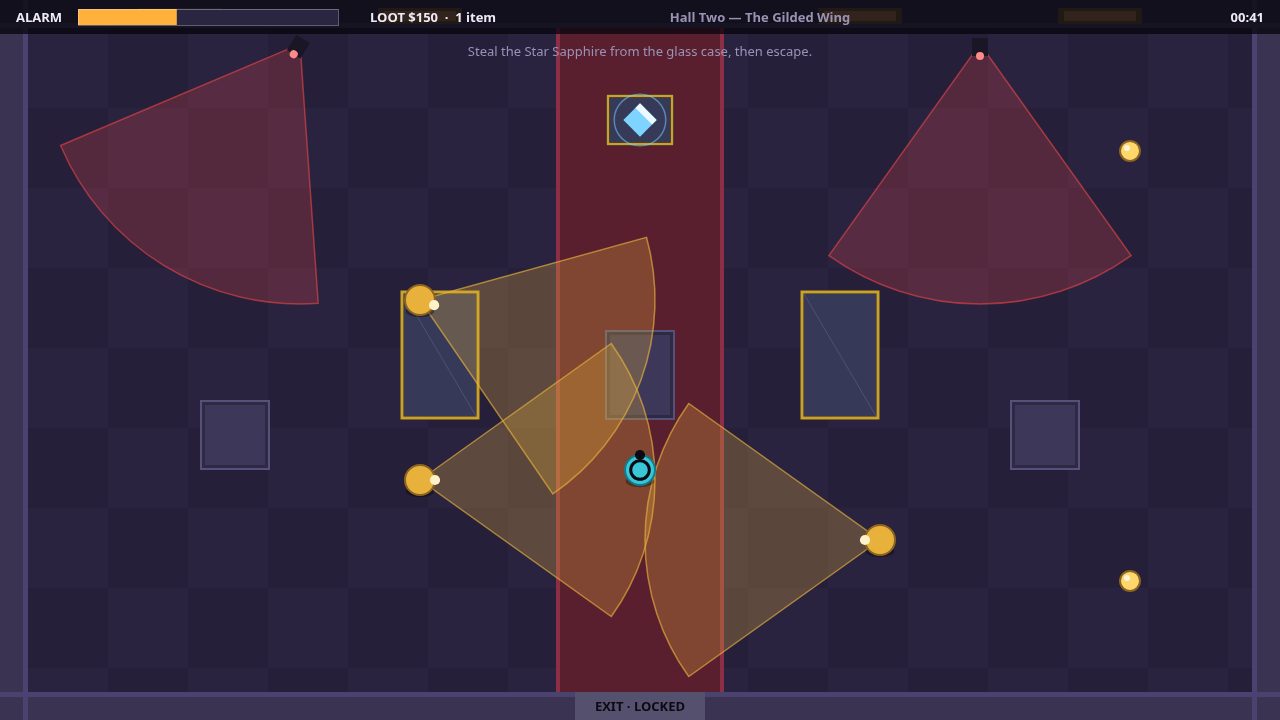 ALARM
LOOT $150 · 1 item
Hall Two — The Gilded Wing
00:41
Steal the Star Sapphire from the glass case, then escape.
EXIT · LOCKED